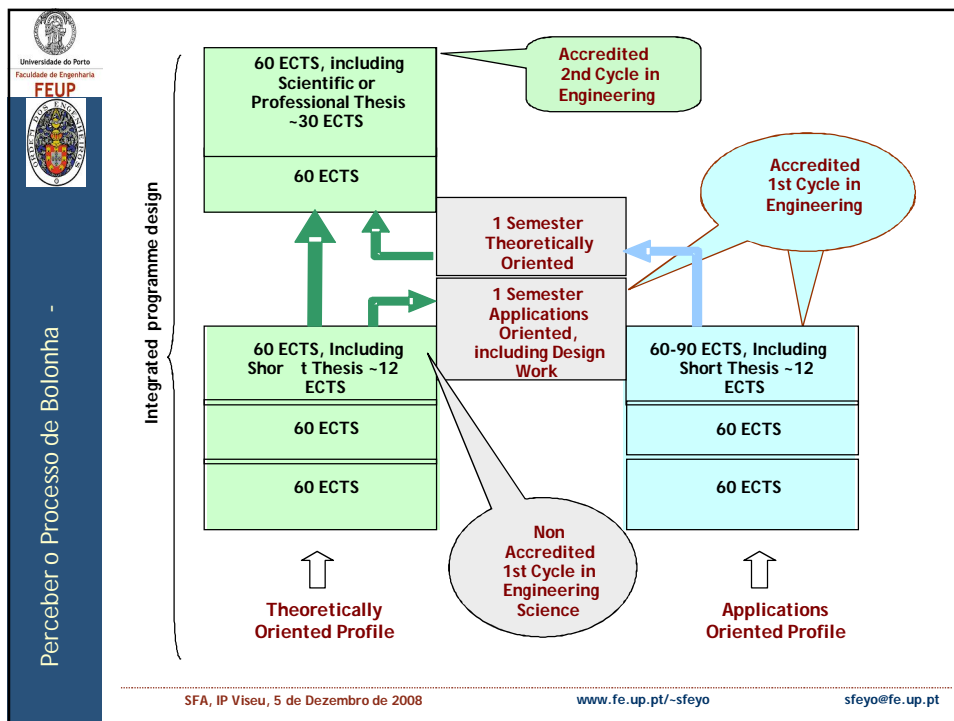 Universidade do Porto
Faculdade de Engenharia
FEUP
ORDEM DOS ENGENHEIROS
Perceber o Processo de Bolonha -
Integrated programme design
60 ECTS, including
Scientific or
Professional Thesis
~30 ECTS
60 ECTS
Accredited
2nd Cycle in
Engineering
Accredited
1st Cycle in
Engineering
1 Semester
Theoretically
Oriented
1 Semester
Applications
Oriented,
including Design
Work
60 ECTS, Including
Shor t Thesis ~12
ECTS
60 ECTS
60 ECTS
60-90 ECTS, Including
Short Thesis ~12
ECTS
60 ECTS
60 ECTS
Non
Accredited
1st Cycle in
Engineering
Science
Theoretically
Oriented Profile
Applications
Oriented Profile
SFA, IP Viseu, 5 de Dezembro de 2008
www.fe.up.pt/~sfeyo
sfeyo@fe.up.pt